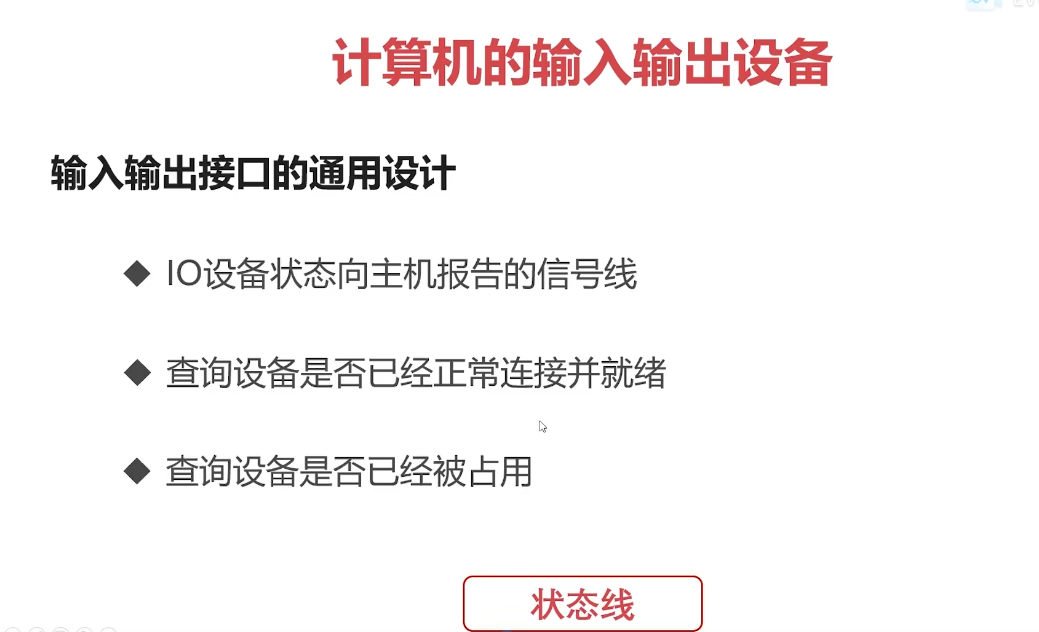 计算机的输入输出设备
输入输出接口的通用设计
◆ IO设备状态向主机报告的信号线
◆ 查询设备是否已经正常连接并就绪
◆ 查询设备是否已经被占用
状态线